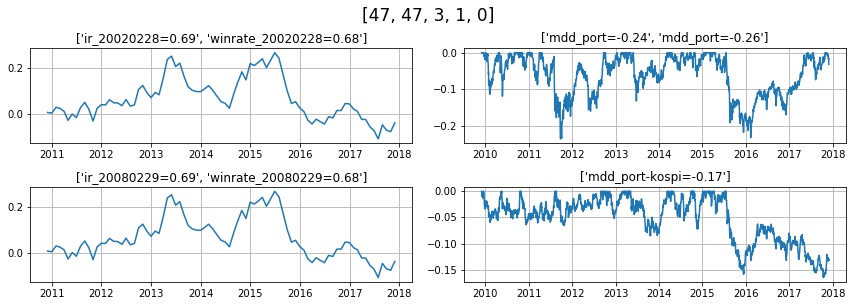 [47, 47, 3, 1, 0]
['ir_20020228=0.69', 'winrate_20020228=0.68']
0.2
0.0
2011 2012 2013 2014 2015 2016 2017 2018
['mdd_port=-0.24', 'mdd_port=-0.26']
0.0
−0.1
−0.2
2010 2011 2012 2013 2014 2015 2016 2017 2018
['ir_20080229=0.69', 'winrate_20080229=0.68']
0.2
0.0
2011 2012 2013 2014 2015 2016 2017 2018
['mdd_port-kospi=-0.17']
0.00
−0.05
−0.10
−0.15
2010 2011 2012 2013 2014 2015 2016 2017 2018